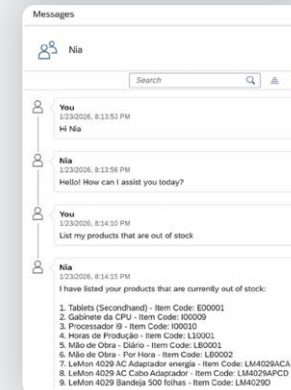 Messages
Nia
Search
You
1/23/2026, 8:13:53 PM
Hi Nia
Nia
1/23/2026, 8:13:56 PM
Hello! How can I assist you today?
You
1/23/2026, 8:14:10 PM
List my products that are out of stock
Nia
1/23/2026, 8:14:15 PM
I have listed your products that are currently out of stock:
1. Tablets (Secondhand) - Item Code: E00001
2. Gabinete da CPU - Item Code: I00009
3. Processador i9 - Item Code: I00010
4. Horas de Produção - Item Code: L10001
5. Mão de Obra - Diário - Item Code: LB0001
6. Mão de Obra - Por Hora - Item Code: LB0002
7. LeMon 4029 AC Adaptador energia - Item Code: LM4029ACA
8. LeMon 4029 AC Cabo Adaptador - Item Code: LM4029APCD
9. LeMon 4029 Bandeja 500 folhas - Item Code: LM4029D